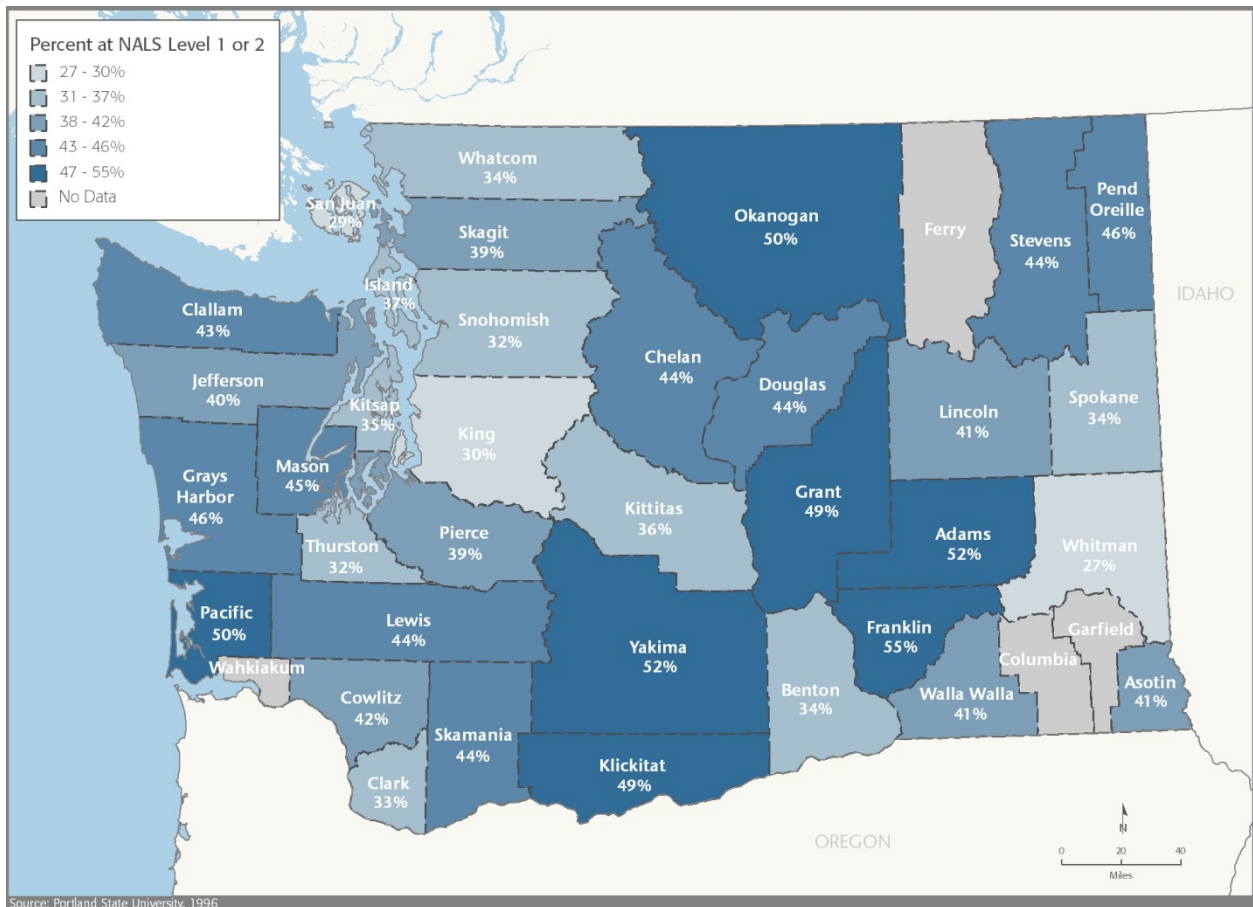 Percent at NALS Level 1 or 2
27 - 30%
31 - 37%
38 - 42%
43 - 46%
47 - 55%
No Data
Whatcom
34%
San Juan
29%
Skagit
39%
Island
37%
Okanogan
50%
Ferry
Stevens
44%
Pend
Oreille
46%
IDAHO
Clallam
43%
Snohomish
32%
Chelan
44%
Douglas
44%
Jefferson
40%
Kitsap
35%
King
30%
Lincoln
41%
Spokane
34%
Grays
Harbor
46%
Mason
45%
Kittitas
36%
Grant
49%
Adams
52%
Whitman
27%
Thurston
32%
Pierce
39%
Pacific
50%
Lewis
44%
Yakima
52%
Franklin
55%
Garfield
Columbia
Wahkiakum
Cowlitz
42%
Skamania
44%
Benton
34%
Walla Walla
41%
Asotin
41%
Clark
33%
Klickitat
49%
OREGON
N
0 20 40
Miles
Source: Portland State University, 1996